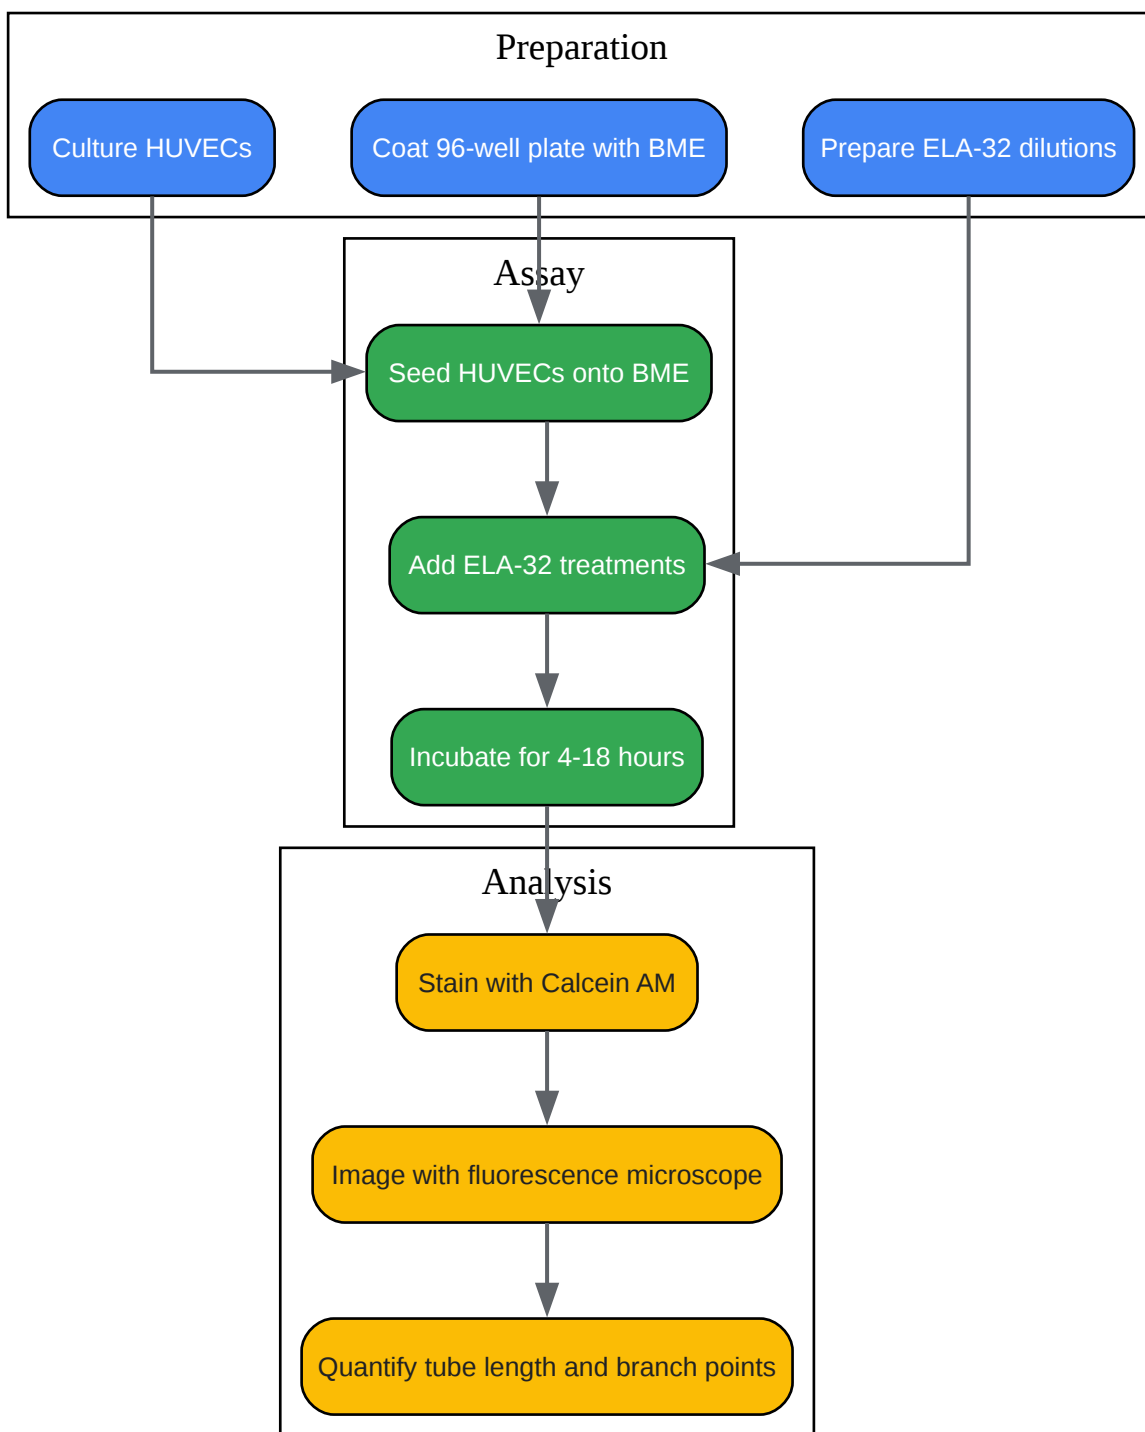 Preparation
Culture HUVECs
Coat 96-well plate with BME
Prepare ELA-32 dilutions
Assay
Seed HUVECs onto BME
Add ELA-32 treatments
Incubate for 4-18 hours
Analysis
Stain with Calcein AM
Image with fluorescence microscope
Quantify tube length and branch points